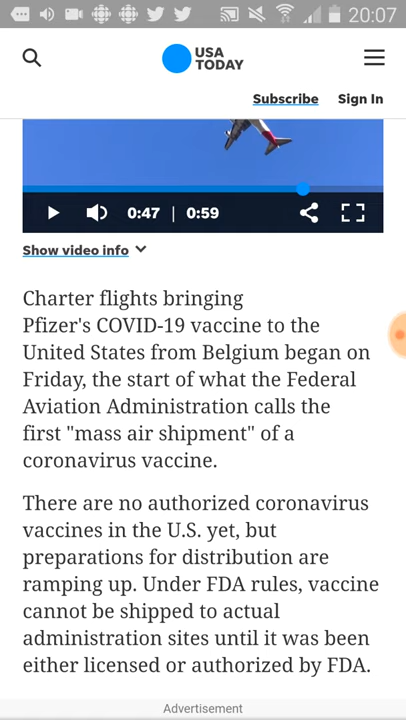 20:07
USA
TODAY
Subscribe Sign In
0:47 | 0:59
Show video info
Charter flights bringing
Pfizer's COVID-19 vaccine to the
United States from Belgium began on
Friday, the start of what the Federal
Aviation Administration calls the
first "mass air shipment" of a
coronavirus vaccine.
There are no authorized coronavirus
vaccines in the U.S. yet, but
preparations for distribution are
ramping up. Under FDA rules, vaccine
cannot be shipped to actual
administration sites until it was been
either licensed or authorized by FDA.
Advertisement